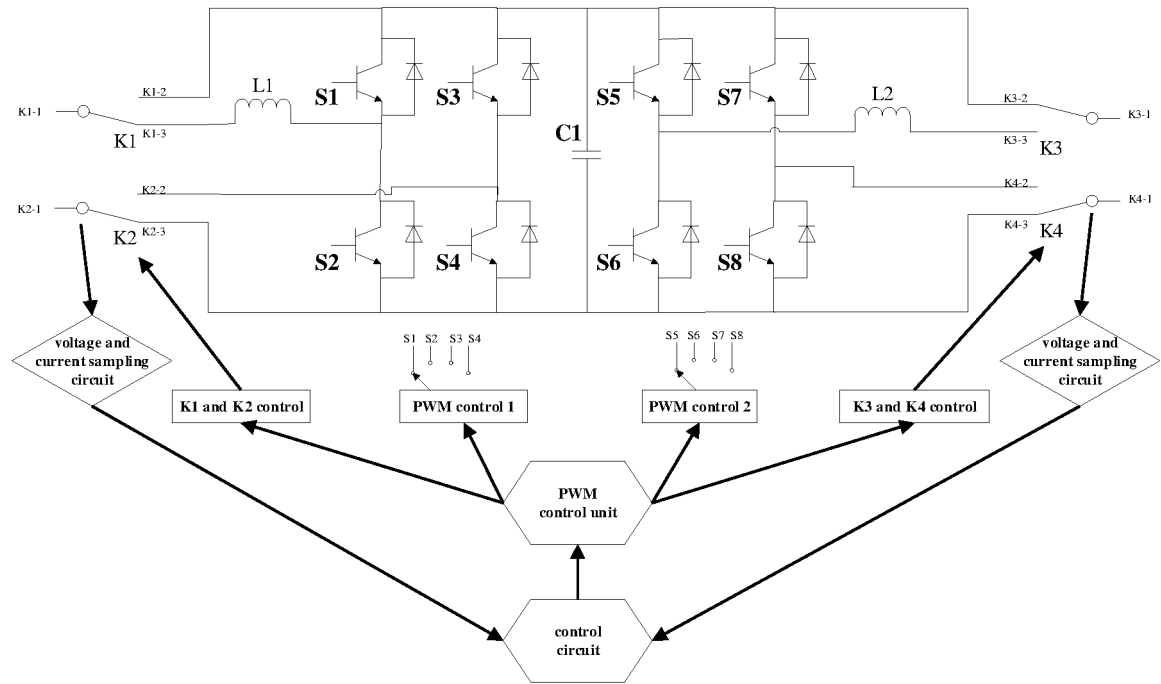 K1-1
K1-2
K1-3
K1
L1
S1
S3
C1
S5
S7
L2
K3-2
K3-1
K3-3
K3
K2-1
K2-2
K2-3
K2
S2
S4
S6
S8
K4-2
K4-1
K4-3
K4
voltage and
current sampling
circuit
S1
S2
S3
S4
S5
S6
S7
S8
voltage and
current sampling
circuit
K1 and K2 control
PWM control 1
PWM control 2
K3 and K4 control
PWM
control unit
control
circuit